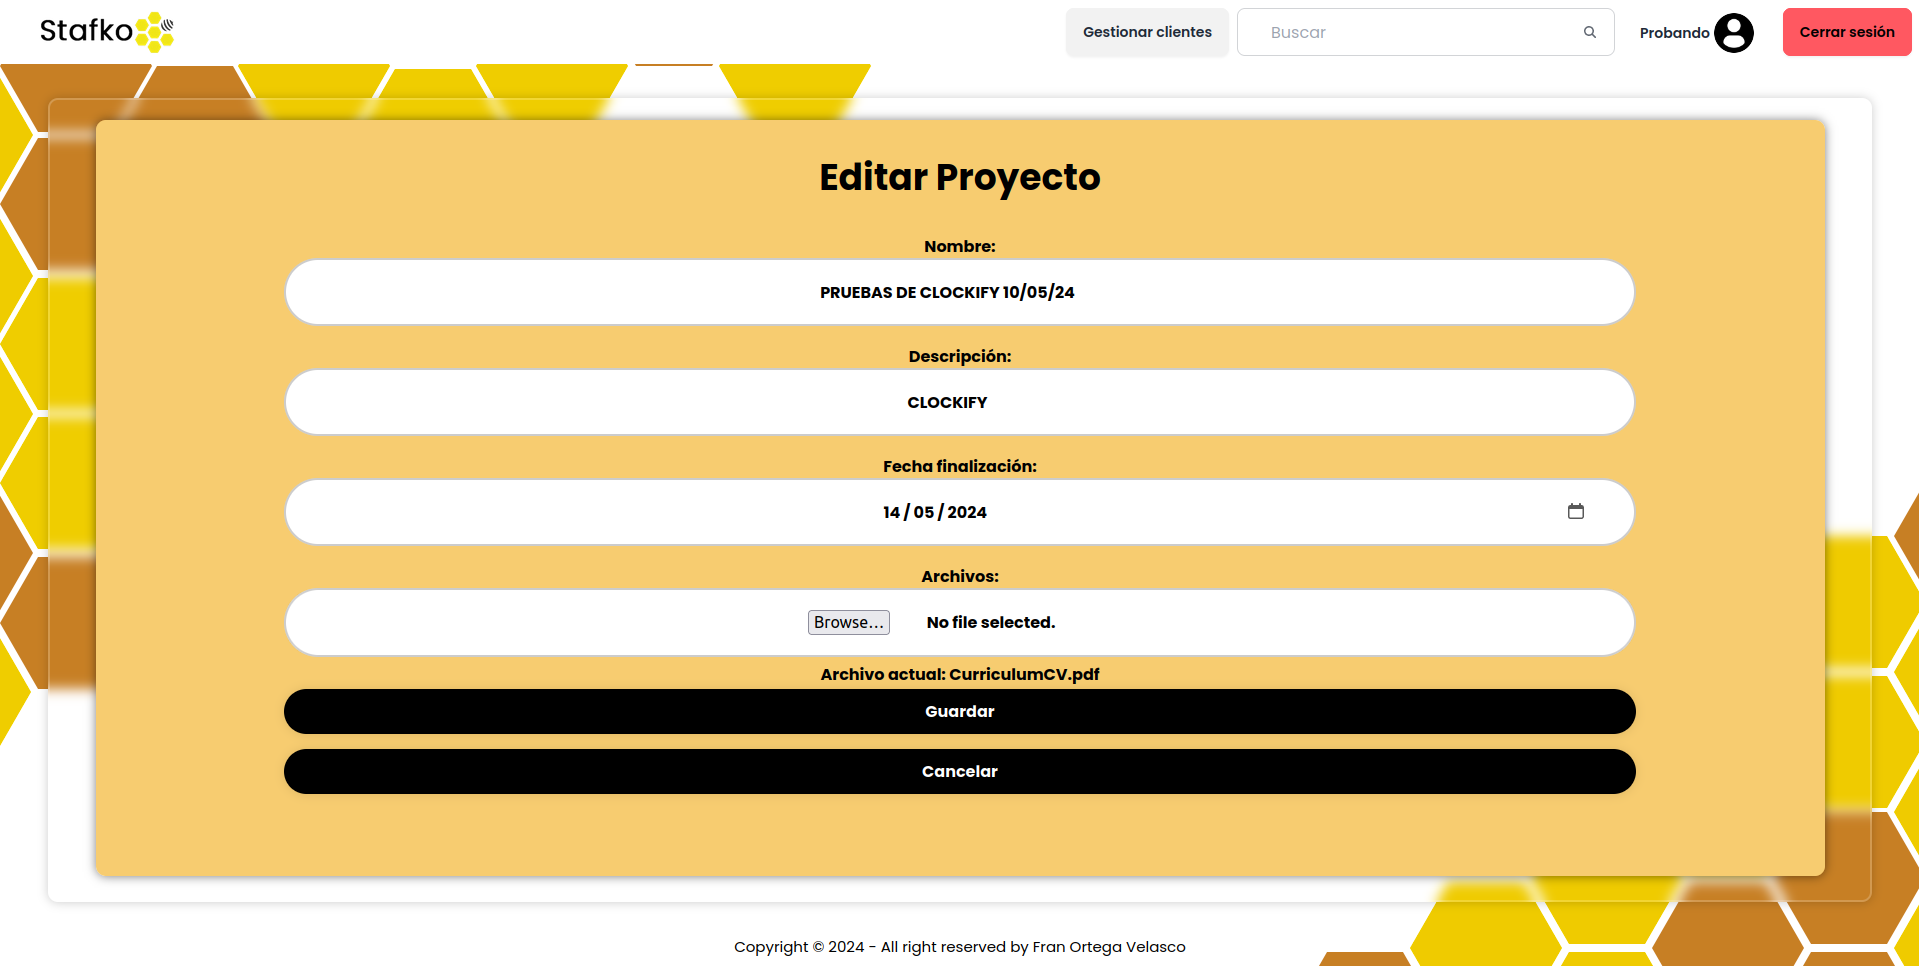 Stafko
Gestionar clientes
Buscar
Probando
Cerrar sesión
Editar Proyecto
Nombre:
PRUEBAS DE CLOCKIFY 10/05/24
Descripción:
CLOCKIFY
Fecha finalización:
14 / 05 / 2024
Archivos:
Browse... No file selected.
Archivo actual: CurriculumCV.pdf
Guardar
Cancelar
Copyright © 2024 - All right reserved by Fran Ortega Velasco